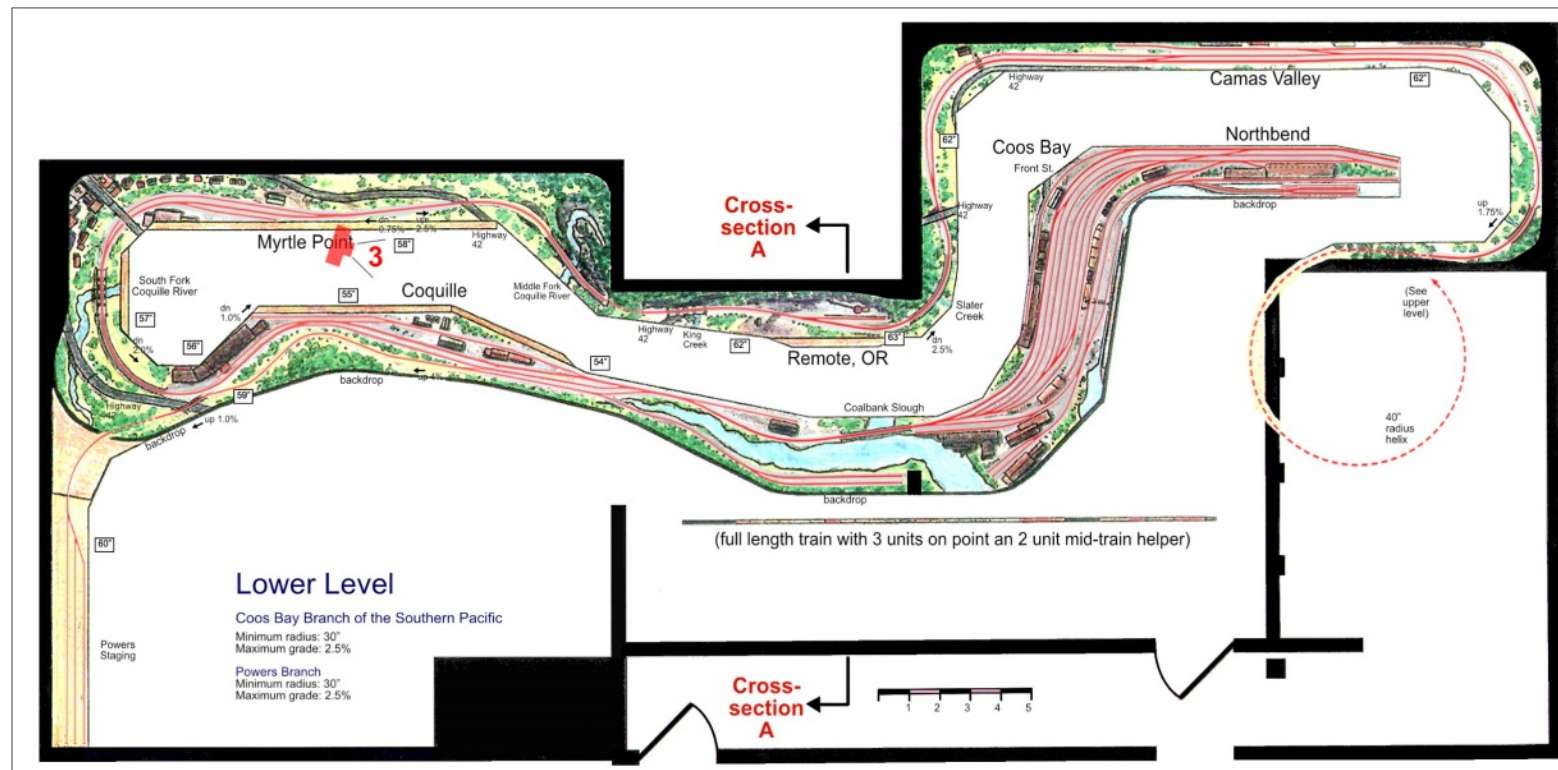 Highway
42
Camas Valley
62"
Coos Bay
Northbend
Front St.
62"
backdrop
Highway
42
up
1.75%
Cross-
section
A
dn
0.75%
up
2.5%
Highway
42
Myrtle Point
58"
3
South Fork
Coquille River
Middle Fork
Coquille River
55"
Coquille
dn
1.0%
57"
dn
2.0%
56"
Highway
42
King
Creek
62"
Remote, OR
63"
dn
2.5%
Slater
Creek
(See
upper
level)
54"
backdrop
up 4%
59"
Highway
42
up 1.0%
backdrop
Coalbank Slough
40"
radius
helix
backdrop
(full length train with 3 units on point an 2 unit mid-train helper)
60"
Lower Level
Coos Bay Branch of the Southern Pacific
Minimum radius: 30"
Maximum grade: 2.5%
Powers Branch
Minimum radius: 30"
Maximum grade: 2.5%
Powers
Staging
Cross-
section
A
1 2 3 4 5